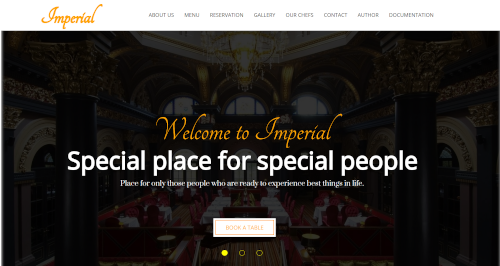 Imperial
ABOUT US MENU RESERVATION GALLERY OUR CHEFS CONTACT AUTHOR DOCUMENTATION
Welcome to Imperial
Special place for special people
Place for only those people who are ready to experience best things in life.
BOOK A TABLE